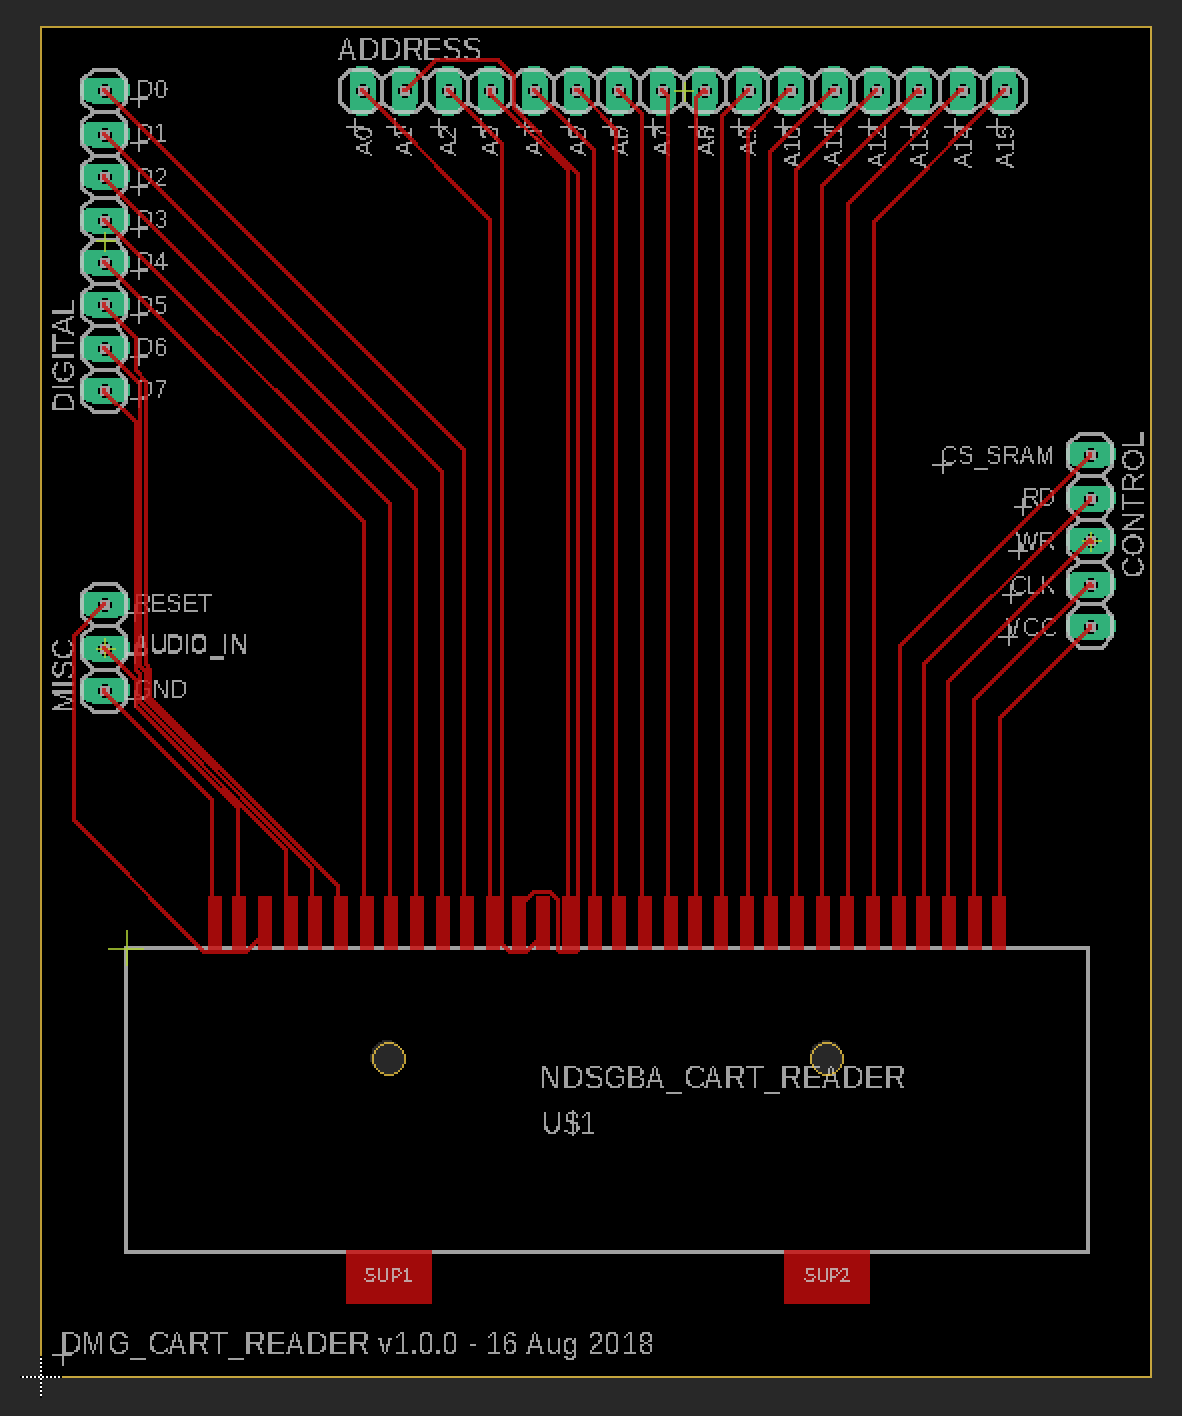 ADDRESS
D0
D1
D2
D3
D4
D5
D6
D7
DIGITAL
A0
A1
A2
A3
A4
A5
A6
A7
A8
A9
A10
A11
A12
A13
A14
A15
CS_SRAM
RD
WR
CLK
VCC
CONTROL
RESET
AUDIO_IN
GND
MISC
NDSGBA_CART_READER
U$1
SUP1
SUP2
DMG_CART_READER v1.0.0 - 16 Aug 2018